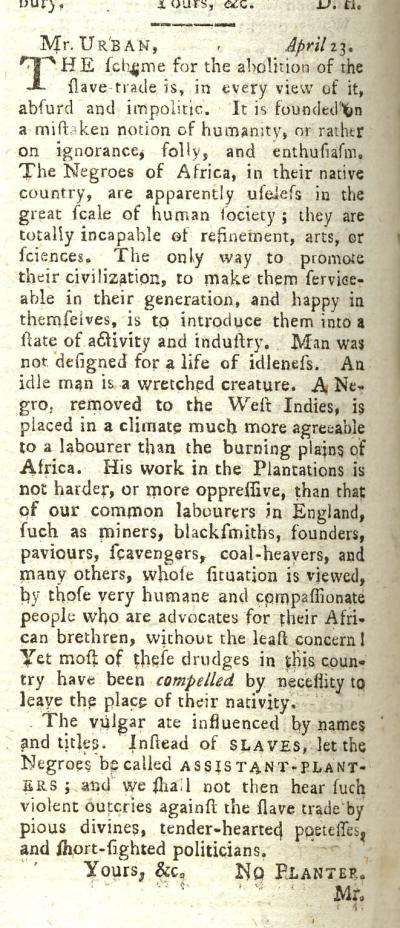 bury. Yours, &c. D. H.
Mr. URBAN, April 23.
THE ſcheme for the abolition of the
ſlave-trade is, in every view of it,
abſurd and impolitic. It is founded on
a miſtaken notion of humanity, or rather
on ignorance, folly, and enthuſiaſm.
The Negroes of Africa, in their native
country, are apparently uſeleſs in the
great ſcale of human ſociety; they are
totally incapable of refinement, arts, or
ſciences. The only way to promote
their civilization, to make them ſervice-
able in their generation, and happy in
themſelves, is to introduce them into a
ſtate of activity and induſtry. Man was
not deſigned for a life of idleneſs. An
idle man is a wretched creature. A Ne-
gro, removed to the Weſt Indies, is
placed in a climate much more agreeable
to a labourer than the burning plains of
Africa. His work in the Plantations is
not harder, or more oppreſſive, than that
of our common labourers in England,
ſuch as miners, blackſmiths, founders,
paviours, ſcavengers, coal-heavers, and
many others, whoſe ſituation is viewed,
by thoſe very humane and compaſſionate
people who are advocates for their Afri-
can brethren, without the leaſt concern!
Yet moſt of theſe drudges in this coun-
try have been compelled by neceſſity to
leave the place of their nativity.
The vulgar are influenced by names
and titles. Inſtead of SLAVES, let the
Negroes be called ASSISTANT-PLANT-
ERS; and we ſhall not then hear ſuch
violent outcries againſt the ſlave trade by
pious divines, tender-hearted poeteſſes,
and ſhort-ſighted politicians.
Yours, &c. NO PLANTER.
Mr.